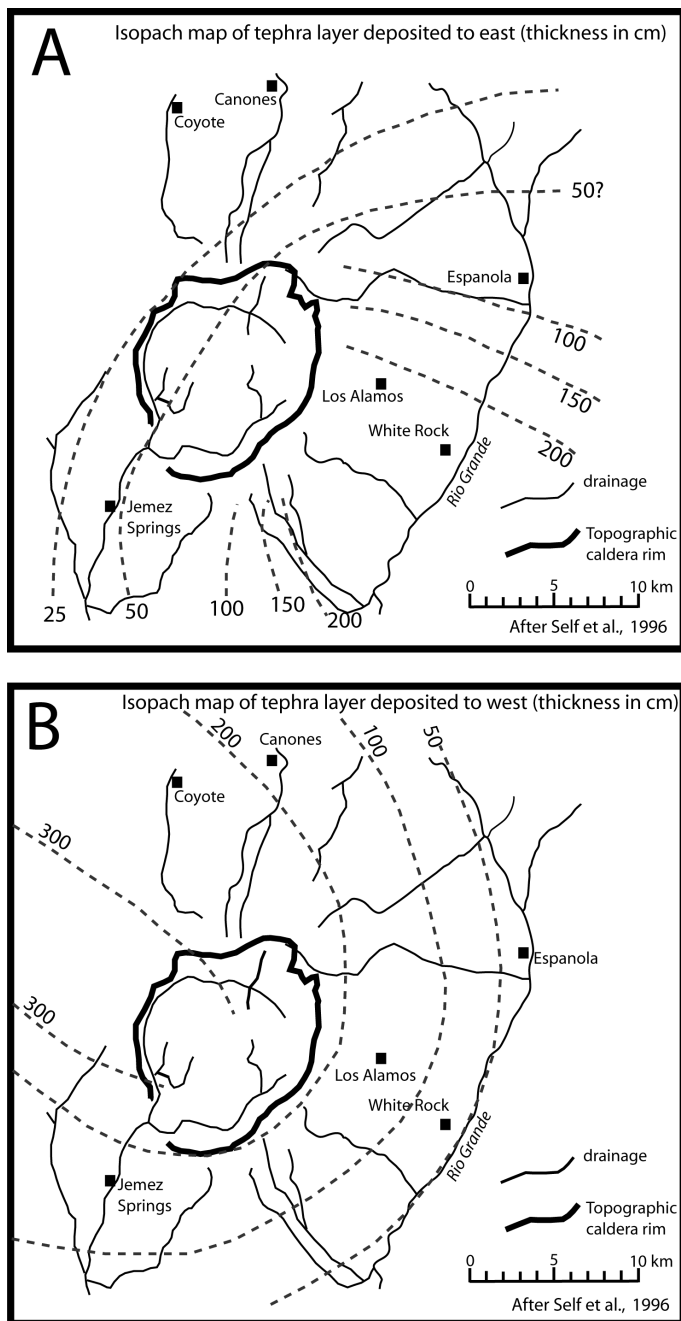 A
Isopach map of tephra layer deposited to east (thickness in cm)
Canones
Coyote
50?
Espanola
100
150
Los Alamos
200
White Rock
Rio Grande
drainage
Jemez
Springs
Topographic
caldera rim
25
50
100
150
200
0 5 10 km
After Self et al., 1996
B
Isopach map of tephra layer deposited to west (thickness in cm)
200
Canones
100
50
Coyote
300
Espanola
300
Los Alamos
White Rock
Rio Grande
drainage
Jemez
Springs
Topographic
caldera rim
0 5 10 km
After Self et al., 1996